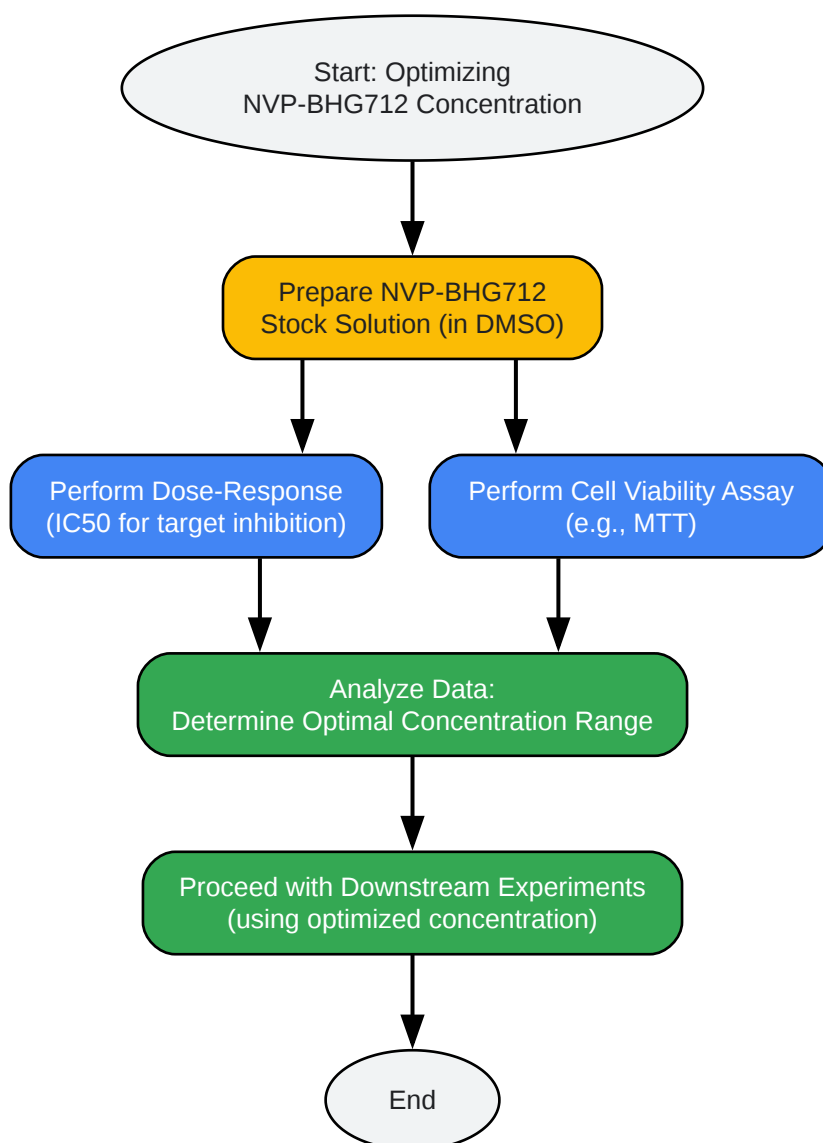 Start: Optimizing
NVP-BHG712 Concentration
Prepare NVP-BHG712
Stock Solution (in DMSO)
Perform Dose-Response
(IC50 for target inhibition)
Perform Cell Viability Assay
(e.g., MTT)
Analyze Data:
Determine Optimal Concentration Range
Proceed with Downstream Experiments
(using optimized concentration)
End